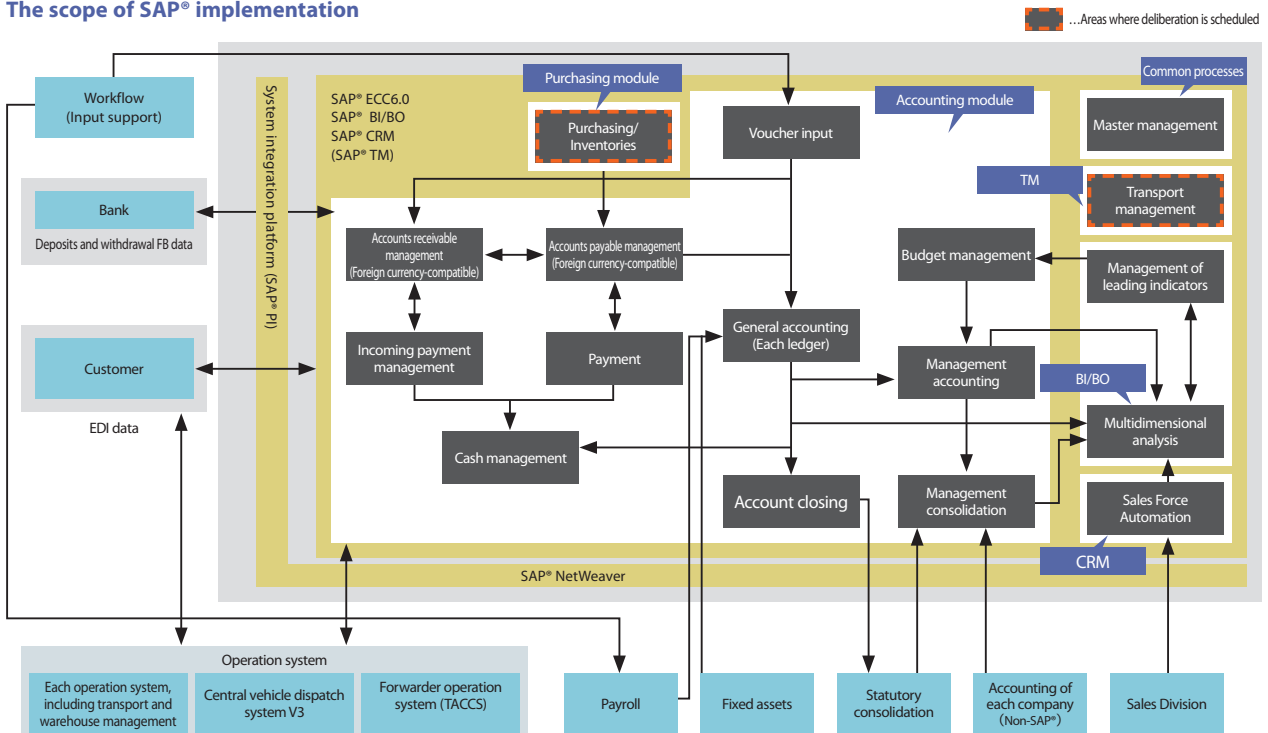 The scope of SAP® implementation
…Areas where deliberation is scheduled
Workflow
(Input support)
Bank
Deposits and withdrawal FB data
Customer
EDI data
System integration platform (SAP® PI)
SAP® ECC6.0
SAP® BI/BO
SAP® CRM
(SAP® TM)
Purchasing module
Purchasing/
Inventories
Voucher input
Accounting module
Common processes
Master management
TM
Transport
management
Accounts receivable
management
(Foreign currency-compatible)
Accounts payable management
(Foreign currency-compatible)
Budget management
Management of
leading indicators
Incoming payment
management
Payment
General accounting
(Each ledger)
Management
accounting
BI/BO
Multidimensional
analysis
Cash management
Account closing
Management
consolidation
Sales Force
Automation
CRM
SAP® NetWeaver
Operation system
Each operation system,
including transport and
warehouse management
Central vehicle dispatch
system V3
Forwarder operation
system (TACCS)
Payroll
Fixed assets
Statutory
consolidation
Accounting of
each company
(Non-SAP®)
Sales Division